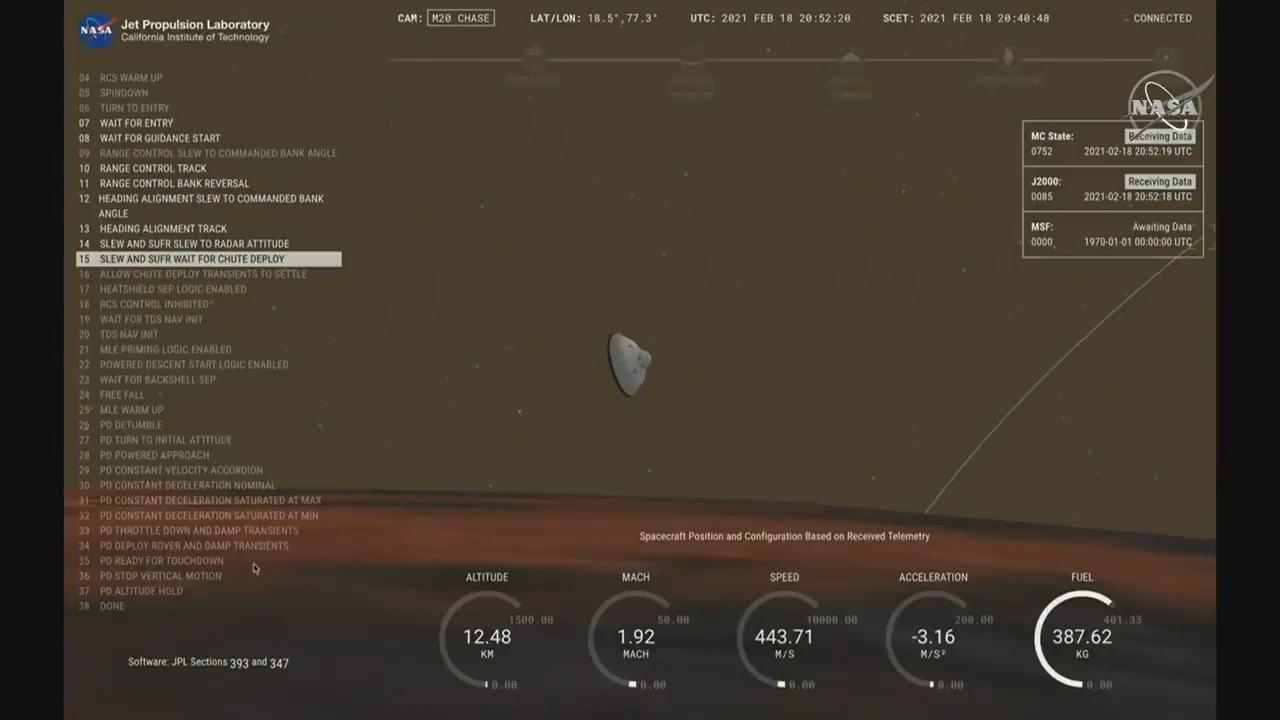 NASA
Jet Propulsion Laboratory
California Institute of Technology
CAM: M20 CHASE LAT/LON: 18.5°,77.3° UTC: 2021 FEB 18 20:52:20 SCET: 2021 FEB 18 20:40:48 CONNECTED
NASA
04 RCS WARM UP
05 SPINDOWN
06 TURN TO ENTRY
07 WAIT FOR ENTRY
08 WAIT FOR GUIDANCE START
09 RANGE CONTROL SLEW TO COMMANDED BANK ANGLE
10 RANGE CONTROL TRACK
11 RANGE CONTROL BANK REVERSAL
12 HEADING ALIGNMENT SLEW TO COMMANDED BANK
ANGLE
13 HEADING ALIGNMENT TRACK
14 SLEW AND SUFR SLEW TO RADAR ATTITUDE
15 SLEW AND SUFR WAIT FOR CHUTE DEPLOY
16 ALLOW CHUTE DEPLOY TRANSIENTS TO SETTLE
17 HEATSHIELD SEP LOGIC ENABLED
18 RCS CONTROL INHIBITED
19 WAIT FOR TDS NAV INIT
20 TDS NAV INIT
21 MLE PRIMING LOGIC ENABLED
22 POWERED DESCENT START LOGIC ENABLED
23 WAIT FOR BACKSHELL SEP
24 FREE FALL
25 MLE WARM UP
26 PD DETUMBLE
27 PD TURN TO INITIAL ATTITUDE
28 PD POWERED APPROACH
29 PD CONSTANT VELOCITY ACCORDION
30 PD CONSTANT DECELERATION NOMINAL
31 PD CONSTANT DECELERATION SATURATED AT MAX
32 PD CONSTANT DECELERATION SATURATED AT MIN
33 PD THROTTLE DOWN AND DAMP TRANSIENTS
34 PD DEPLOY ROVER AND DAMP TRANSIENTS
35 PD READY FOR TOUCHDOWN
36 PD STOP VERTICAL MOTION
37 PD ALTITUDE HOLD
38 DONE
Software: JPL Sections 393 and 347
MC State: Receiving Data
0752 2021-02-18 20:52:19 UTC
J2000: Receiving Data
0085 2021-02-18 20:52:18 UTC
MSF: Awaiting Data
0000 1970-01-01 00:00:00 UTC
Spacecraft Position and Configuration Based on Received Telemetry
ALTITUDE MACH SPEED ACCELERATION FUEL
1500.00 50.00 10000.00 200.00 401.33
12.48 1.92 443.71 -3.16 387.62
KM MACH M/S M/S² KG
0.00 0.00 0.00 0.00 0.00